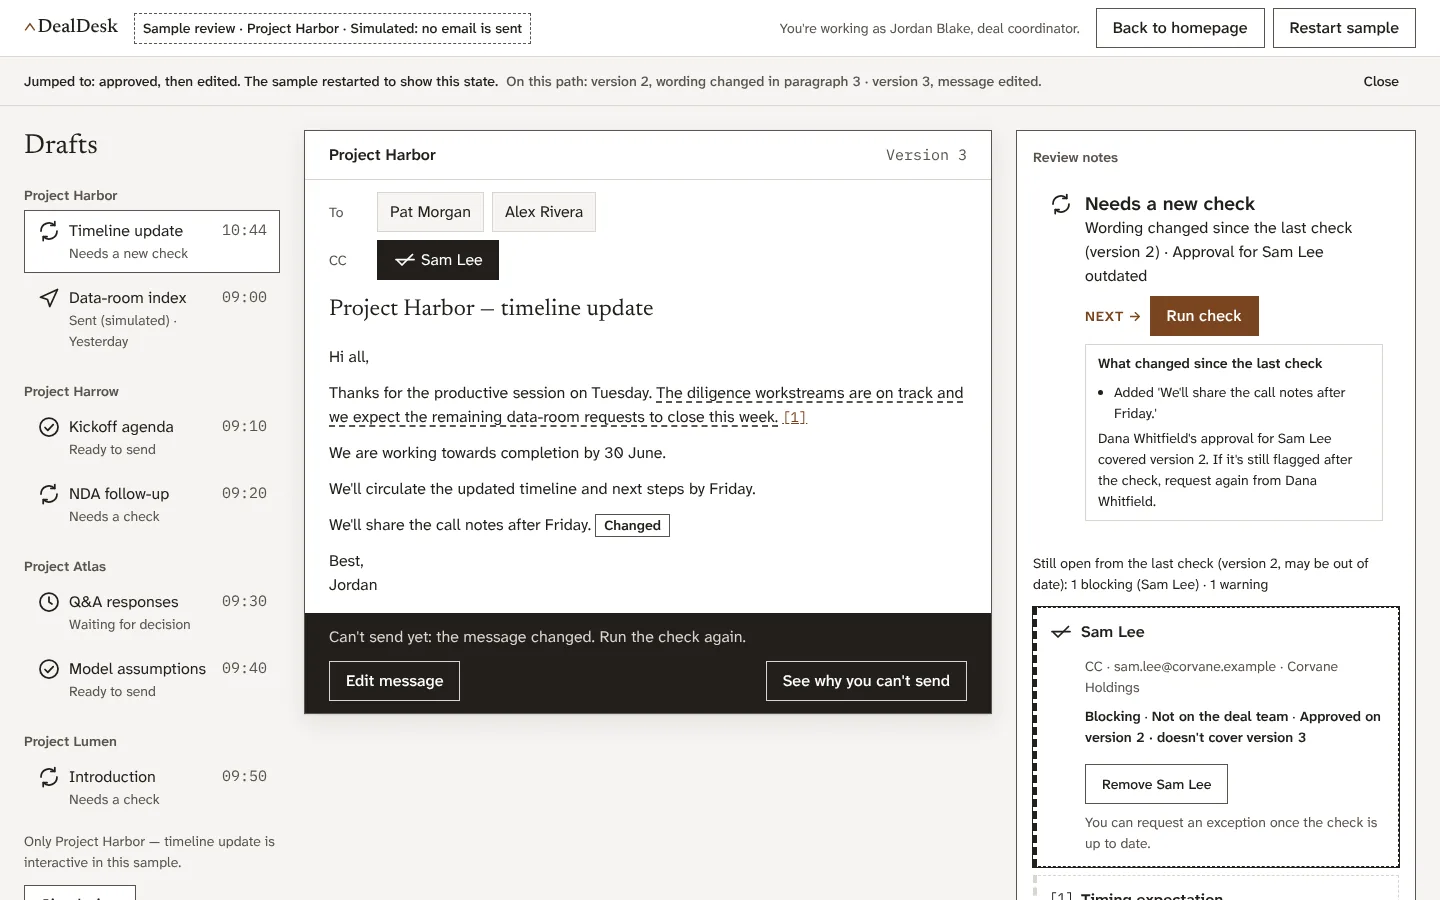 DealDesk
Sample review · Project Harbor · Simulated: no email is sent
You're working as Jordan Blake, deal coordinator.
Back to homepage
Restart sample
Jumped to: approved, then edited. The sample restarted to show this state. On this path: version 2, wording changed in paragraph 3 · version 3, message edited.
Close
Drafts
Project Harbor
Timeline update 10:44
Needs a new check
Data-room index 09:00
Sent (simulated) ·
Yesterday
Project Harrow
Kickoff agenda 09:10
Ready to send
NDA follow-up 09:20
Needs a check
Project Atlas
Q&A responses 09:30
Waiting for decision
Model assumptions 09:40
Ready to send
Project Lumen
Introduction 09:50
Needs a check
Only Project Harbor — timeline update is
interactive in this sample.
Project Harbor Version 3
To Pat Morgan Alex Rivera
CC Sam Lee
Project Harbor — timeline update
Hi all,
Thanks for the productive session on Tuesday. The diligence workstreams are on track and
we expect the remaining data-room requests to close this week. [1]
We are working towards completion by 30 June.
We'll circulate the updated timeline and next steps by Friday.
We'll share the call notes after Friday. Changed
Best,
Jordan
Can't send yet: the message changed. Run the check again.
Edit message
See why you can't send
Review notes
Needs a new check
Wording changed since the last check
(version 2) · Approval for Sam Lee
outdated
NEXT → Run check
What changed since the last check
• Added 'We'll share the call notes after
Friday.'
Dana Whitfield's approval for Sam Lee
covered version 2. If it's still flagged after
the check, request again from Dana
Whitfield.
Still open from the last check (version 2, may be out of
date): 1 blocking (Sam Lee) · 1 warning
Sam Lee
CC · sam.lee@corvane.example · Corvane
Holdings
Blocking · Not on the deal team · Approved on
version 2 · doesn't cover version 3
Remove Sam Lee
You can request an exception once the check is
up to date.
[1] Timing expectation